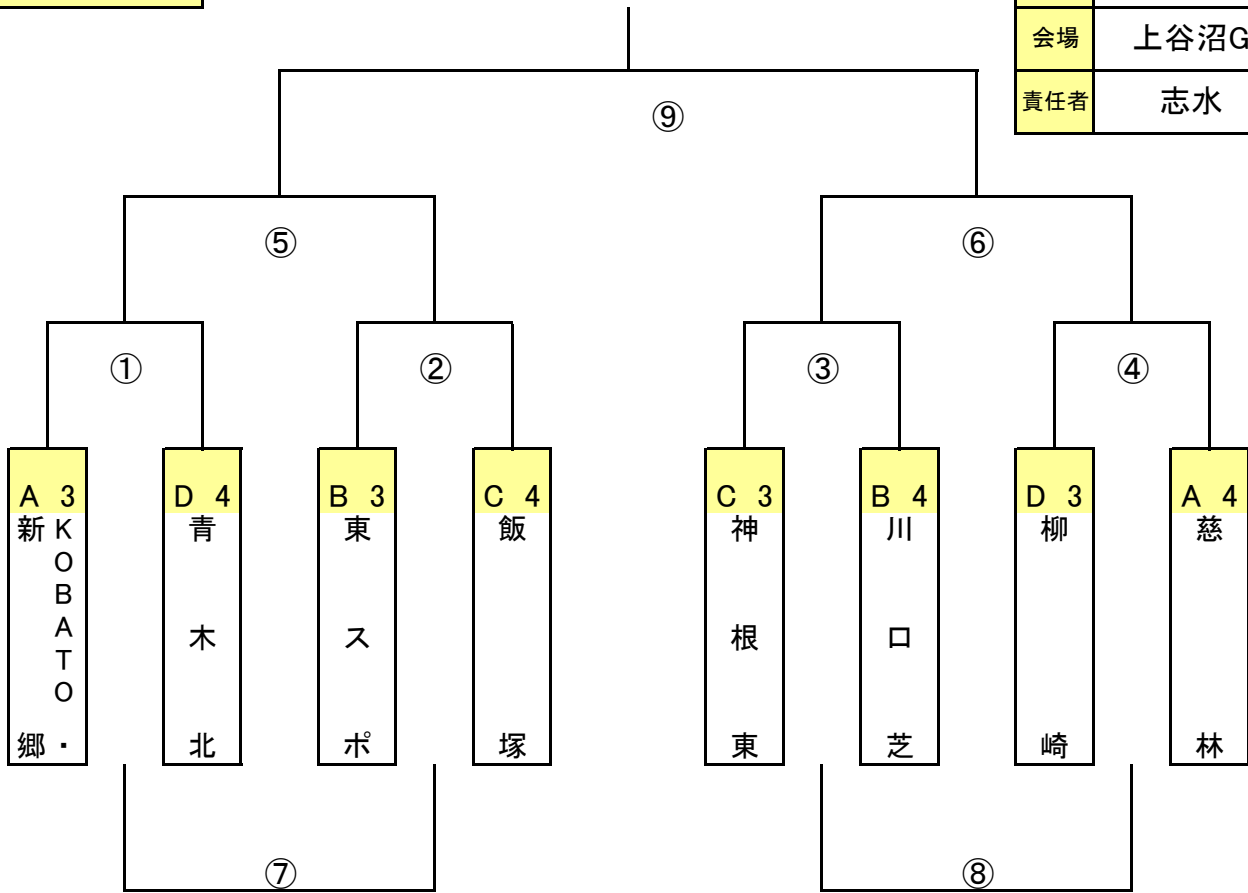 会場 上谷沼G
責任者 志水
⑨
⑤ ⑥
① ② ③ ④
A 3 D 4 B 3 C 4 C 3 B 4 D 3 A 4
KOBATO・
新郷
青木北
東スポ
飯塚
神根東
川口芝
柳崎
慈林
⑦ ⑧